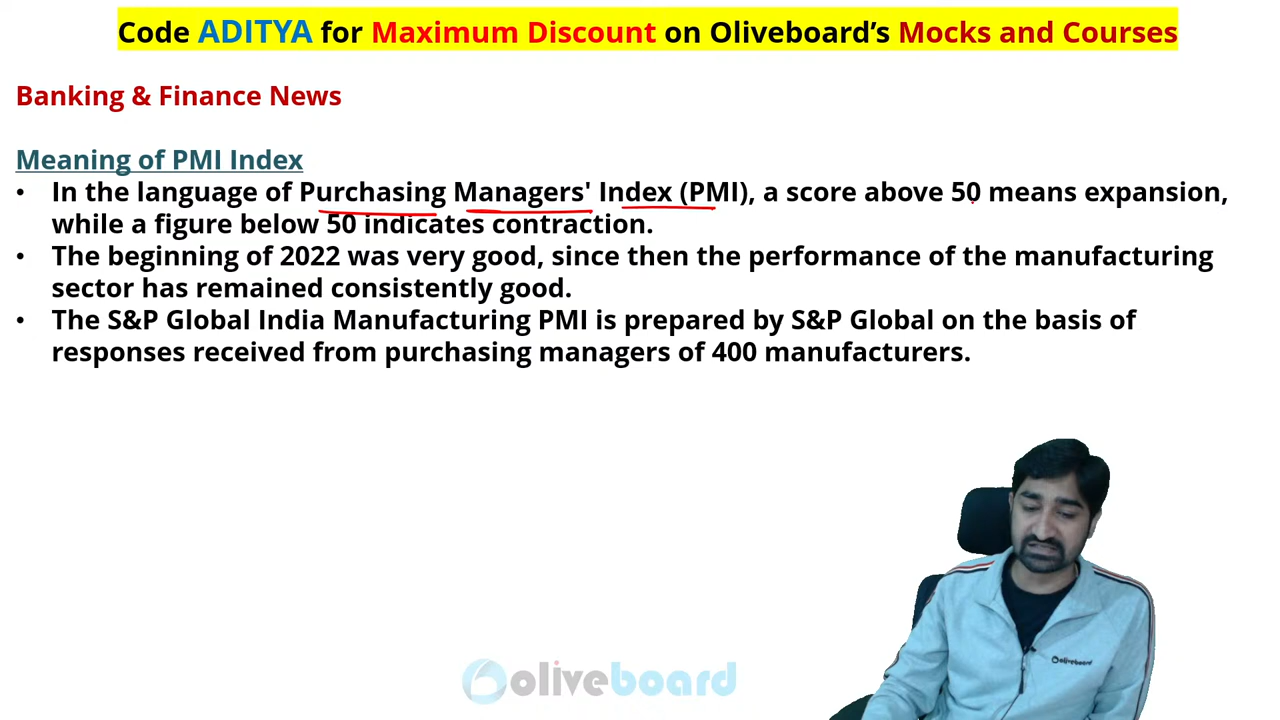 Code ADITYA for Maximum Discount on Oliveboard’s Mocks and Courses
Banking & Finance News
Meaning of PMI Index
• In the language of Purchasing Managers' Index (PMI), a score above 50 means expansion,
while a figure below 50 indicates contraction.
• The beginning of 2022 was very good, since then the performance of the manufacturing
sector has remained consistently good.
• The S&P Global India Manufacturing PMI is prepared by S&P Global on the basis of
responses received from purchasing managers of 400 manufacturers.
oliveboard
oliveboard